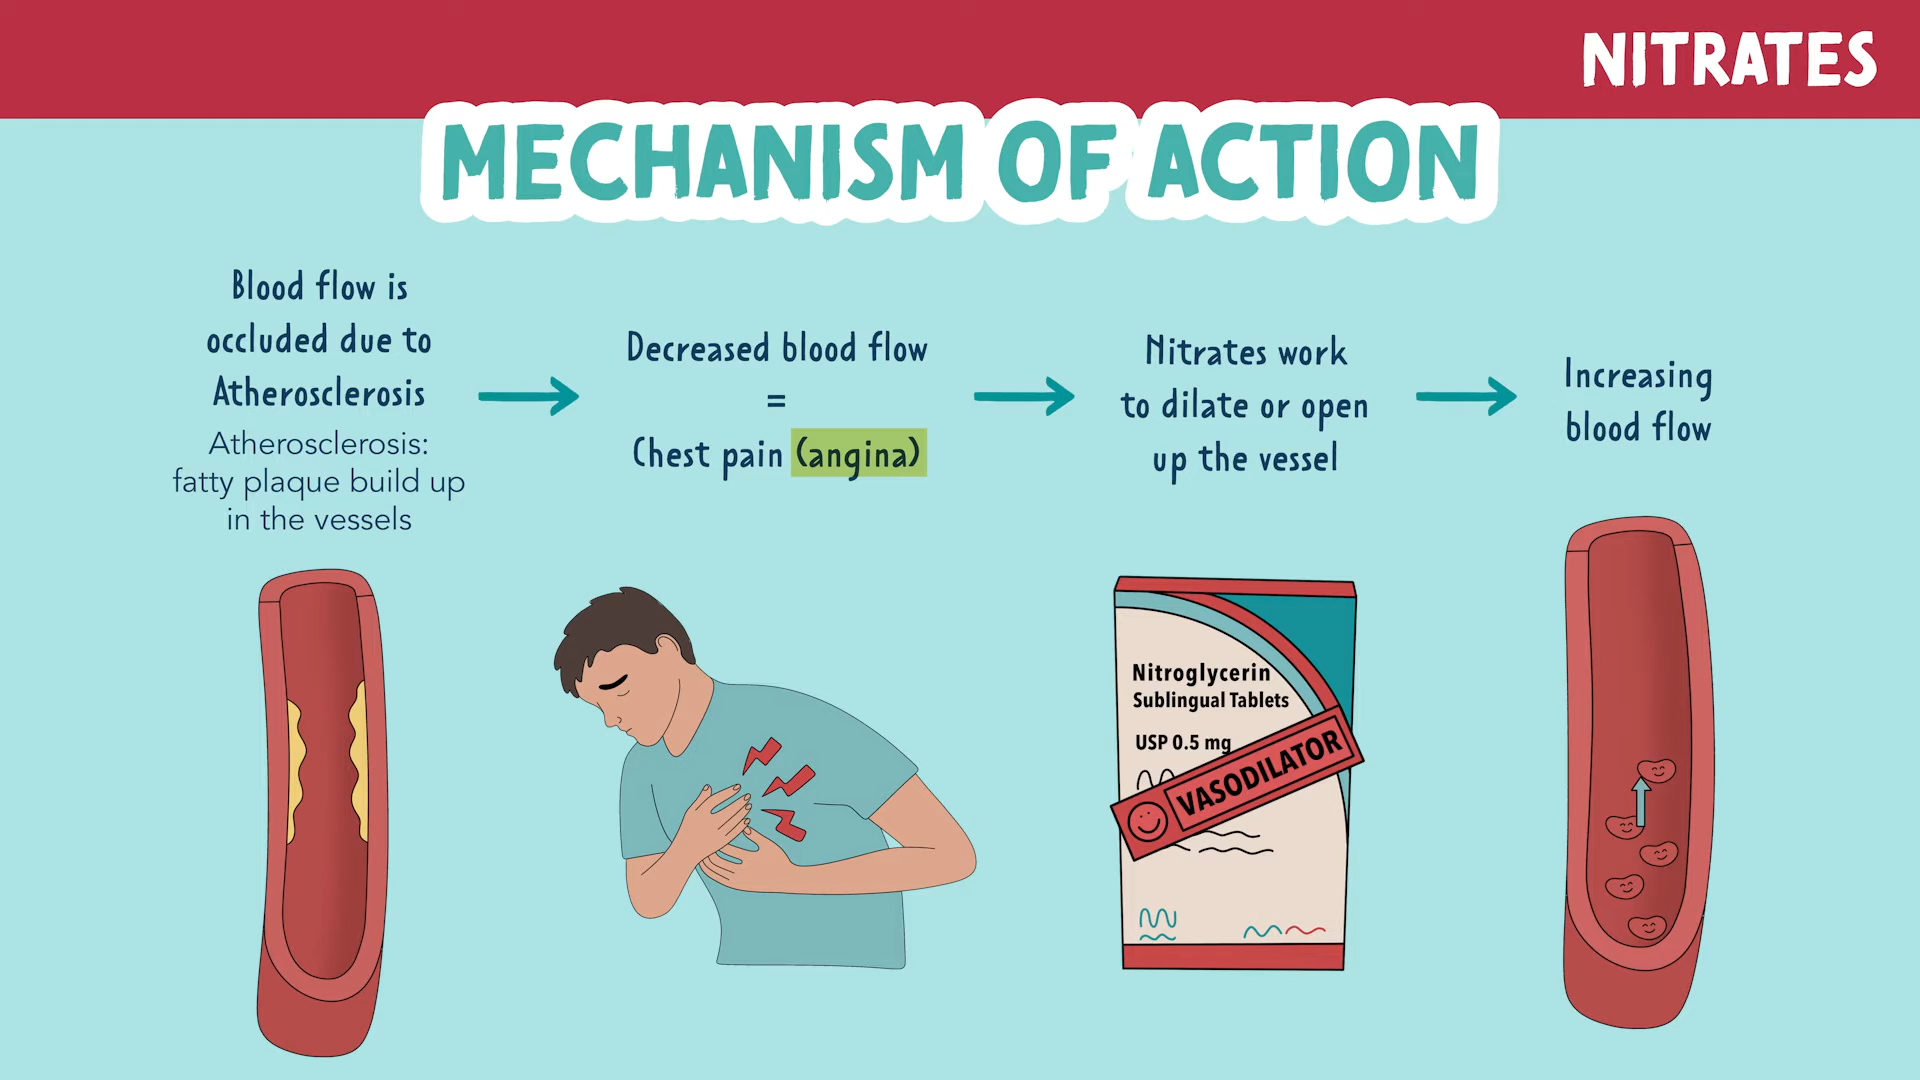 NITRATES
MECHANISM OF ACTION
Blood flow is
occluded due to
Atherosclerosis
Atherosclerosis:
fatty plaque build up
in the vessels
Decreased blood flow
=
Chest pain (angina)
Nitrates work
to dilate or open
up the vessel
Increasing
blood flow
Nitroglycerin
Sublingual Tablets
USP 0.5 mg
VASODILATOR